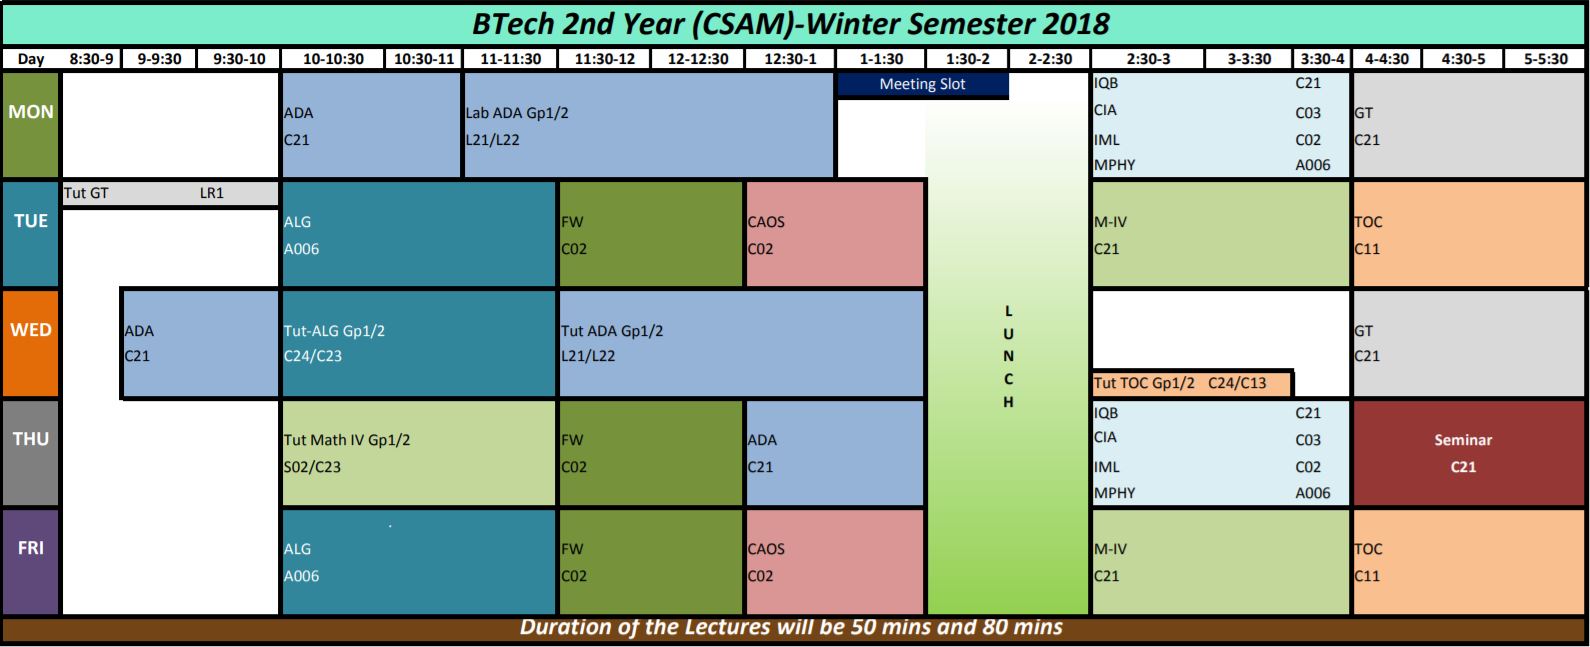 BTech 2nd Year (CSAM)-Winter Semester 2018
Day 8:30-9 9-9:30 9:30-10 10-10:30 10:30-11 11-11:30 11:30-12 12-12:30 12:30-1 1-1:30 1:30-2 2-2:30 2:30-3 3-3:30 3:30-4 4-4:30 4:30-5 5-5:30
Meeting Slot IQB C21
MON ADA Lab ADA Gp1/2 CIA C03 GT
C21 L21/L22 IML C02 C21
MPHY A006
Tut GT LR1
TUE ALG FW CAOS M-IV TOC
A006 C02 C02 C21 C11
WED ADA Tut-ALG Gp1/2 Tut ADA Gp1/2 GT
C21 C24/C23 L21/L22 C21
Tut TOC Gp1/2 C24/C13
L
U
N
C
H
IQB C21
THU Tut Math IV Gp1/2 FW ADA CIA C03 Seminar
S02/C23 C02 C21 IML C02 C21
MPHY A006
FRI ALG FW CAOS M-IV TOC
A006 C02 C02 C21 C11
Duration of the Lectures will be 50 mins and 80 mins